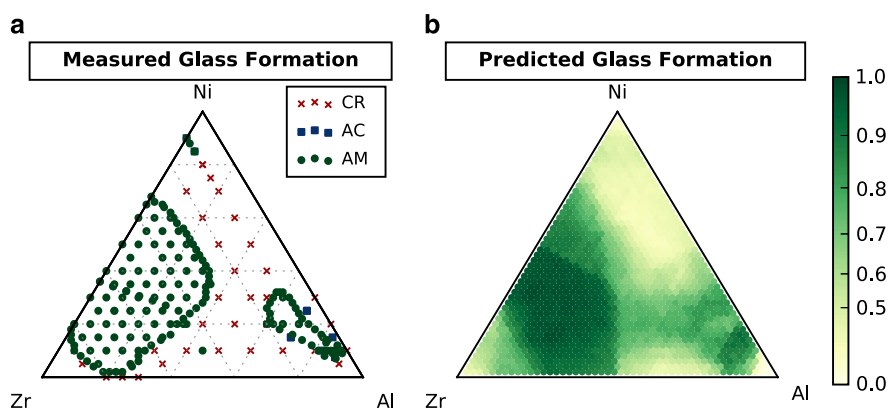 a
Measured Glass Formation
Ni
CR
AC
AM
Zr
Al
b
Predicted Glass Formation
Ni
Zr
Al
1.0
0.9
0.8
0.7
0.6
0.5
0.0